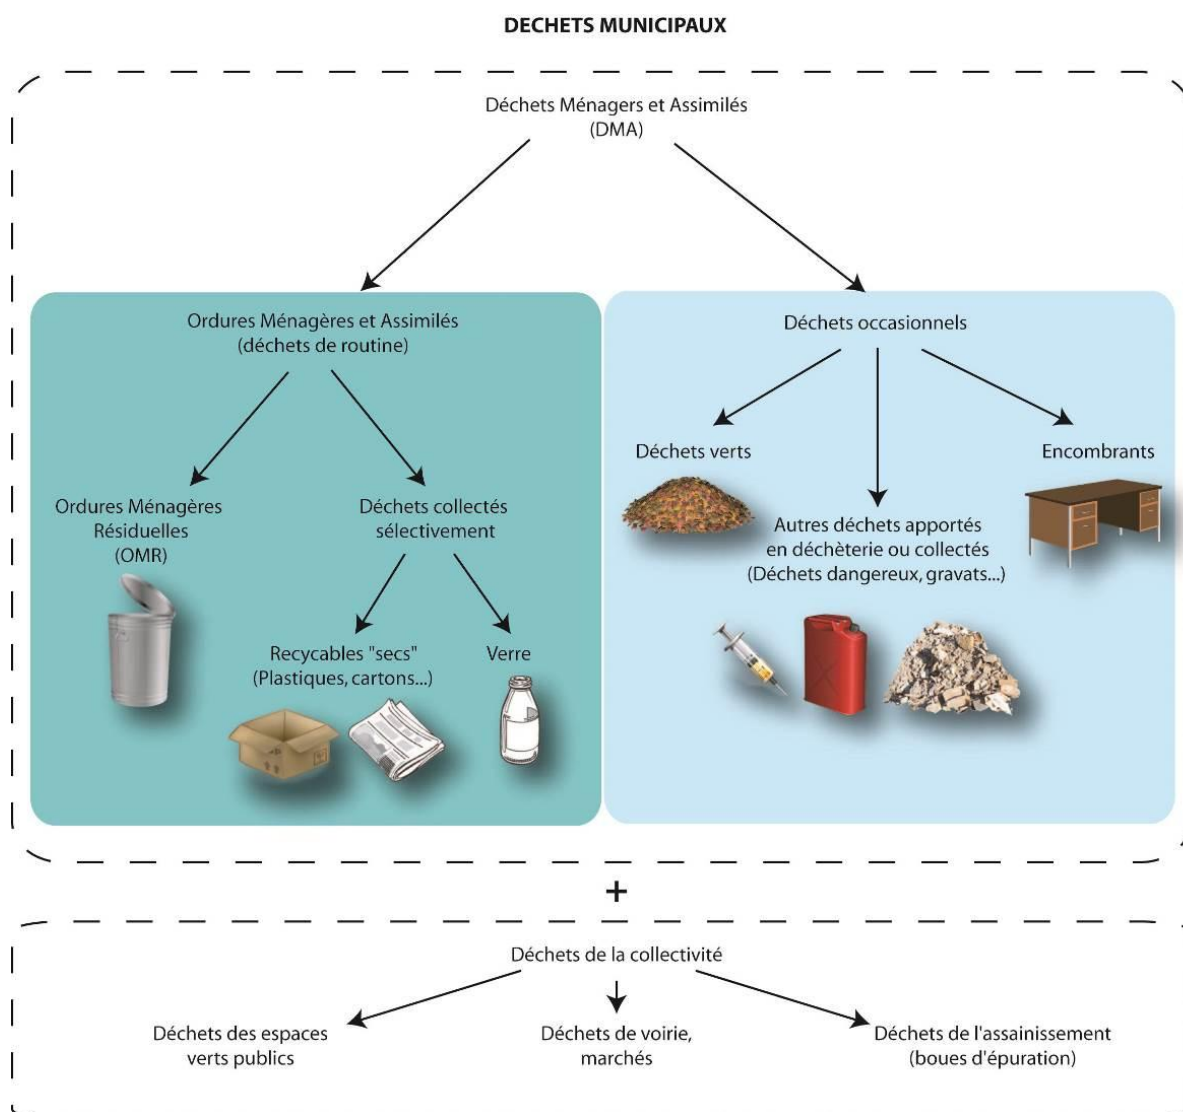 DECHETS MUNICIPAUX
Déchets Ménagers et Assimilés
(DMA)
Ordures Ménagères et Assimilés
(déchets de routine)
Déchets occasionnels
Ordures Ménagères
Résiduelles
(OMR)
Déchets collectés
sélectivement
Recycables "secs"
(Plastiques, cartons...)
Verre
Déchets verts
Autres déchets apportés
en déchèterie ou collectés
(Déchets dangereux, gravats...)
Encombrants
+
Déchets de la collectivité
Déchets des espaces
verts publics
Déchets de voirie,
marchés
Déchets de l'assainissement
(boues d'épuration)